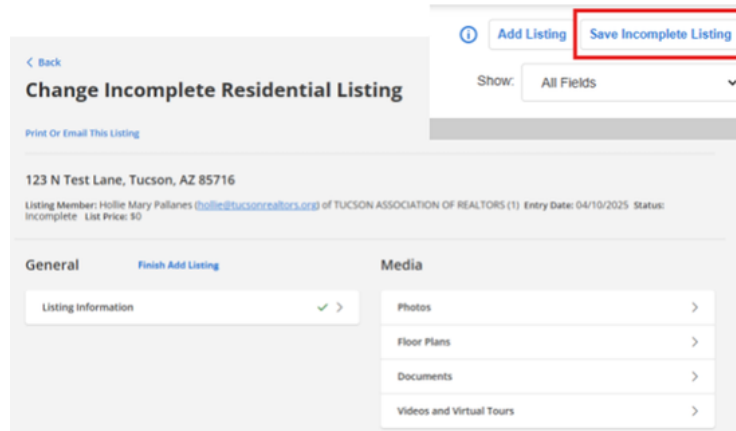 Add Listing
Save Incomplete Listing
Show:
All Fields
Back
Change Incomplete Residential Listing
Print Or Email This Listing
123 N Test Lane, Tucson, AZ 85716
Listing Member: Hollie Mary Pallanes (hollie@tucsonrealtors.org) of TUCSON ASSOCIATION OF REALTORS (1) Entry Date: 04/10/2025 Status:
Incomplete List Price: $0
General
Finish Add Listing
Listing Information
Media
Photos
Floor Plans
Documents
Videos and Virtual Tours